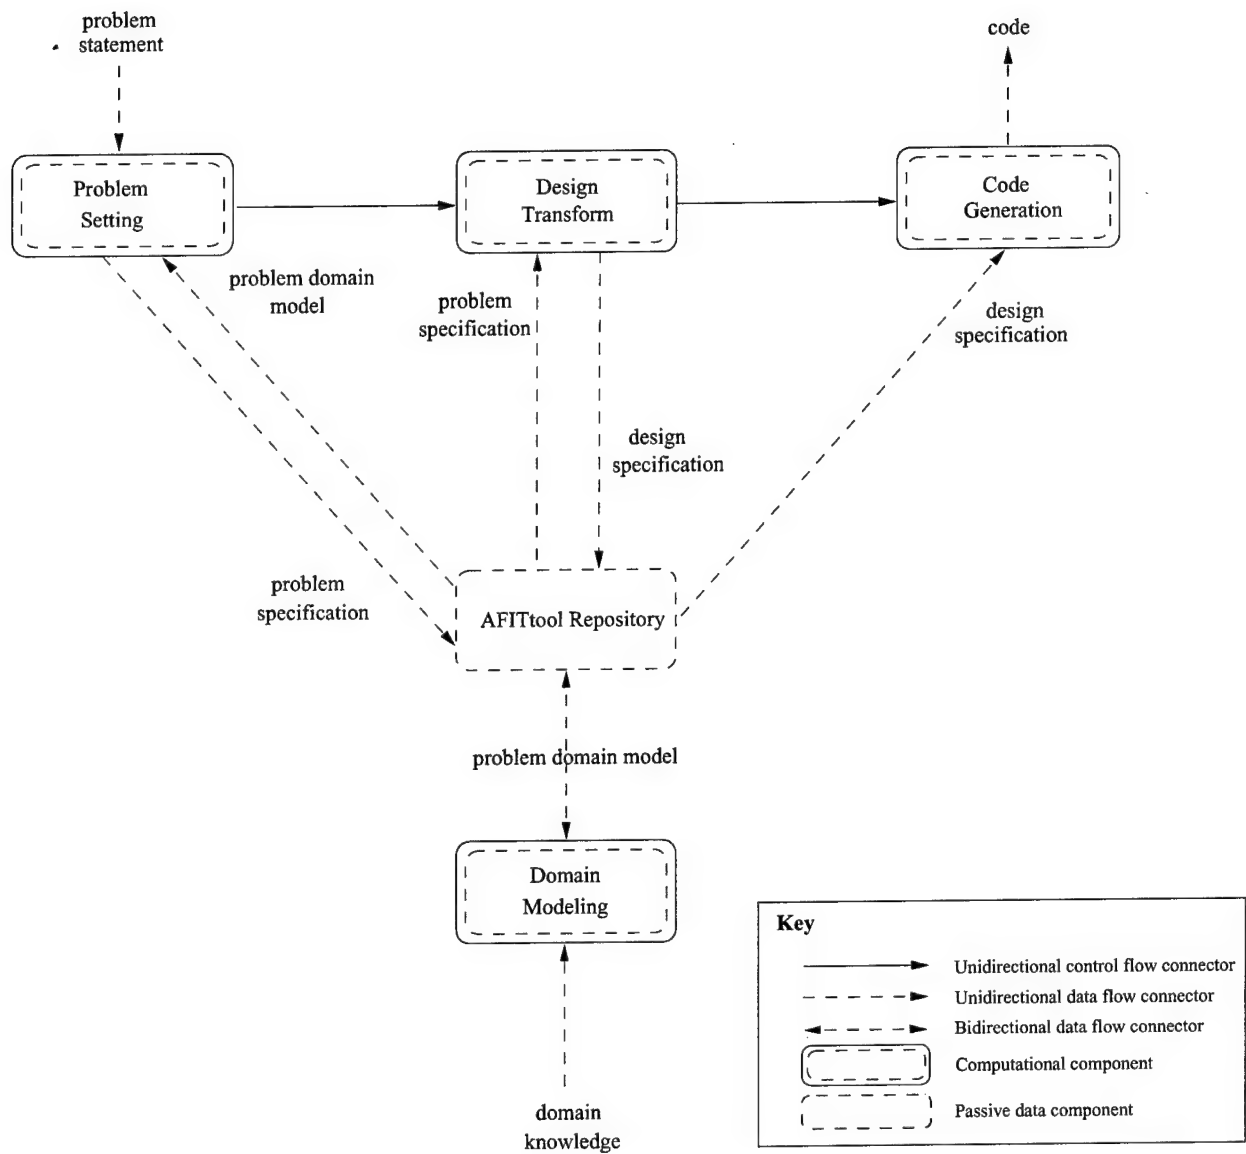 problem
statement
code
Problem
Setting
Design
Transform
Code
Generation
problem domain
model
problem
specification
design
specification
design
specification
problem
specification
AFITtool Repository
problem domain model
Domain
Modeling
domain
knowledge
Key
Unidirectional control flow connector
Unidirectional data flow connector
Bidirectional data flow connector
Computational component
Passive data component